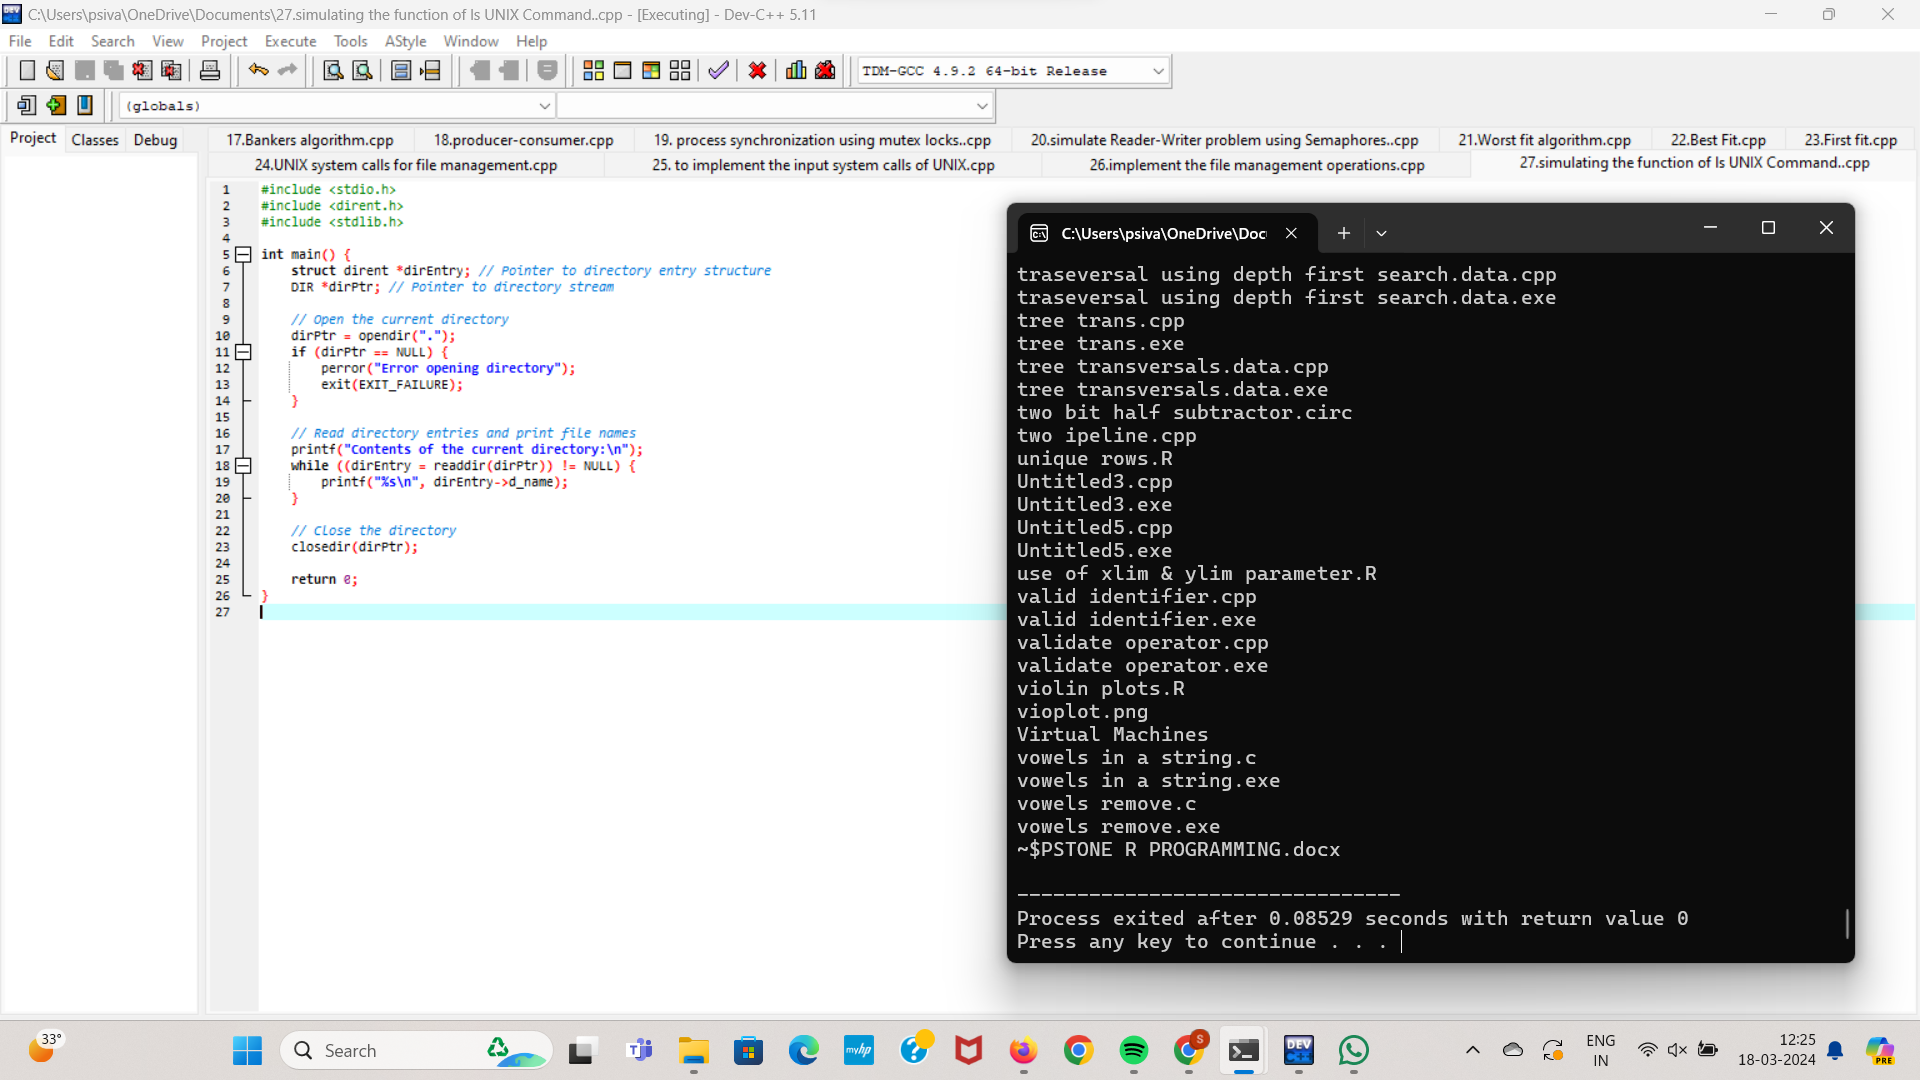 C:\Users\psiva\OneDrive\Documents\27.simulating the function of ls UNIX Command..cpp - [Executing] - Dev-C++ 5.11
File Edit Search View Project Execute Tools AStyle Window Help
TDM-GCC 4.9.2 64-bit Release
(globals)
Project Classes Debug
17.Bankers algorithm.cpp 18.producer-consumer.cpp 19. process synchronization using mutex locks..cpp 20.simulate Reader-Writer problem using Semaphores..cpp 21.Worst fit algorithm.cpp 22.Best Fit.cpp 23.First fit.cpp
24.UNIX system calls for file management.cpp 25. to implement the input system calls of UNIX.cpp 26.implement the file management operations.cpp 27.simulating the function of ls UNIX Command..cpp
1 #include <stdio.h>
2 #include <dirent.h>
3 #include <stdlib.h>
4
5 int main() {
6 struct dirent *dirEntry; // Pointer to directory entry structure
7 DIR *dirPtr; // Pointer to directory stream
8
9 // Open the current directory
10 dirPtr = opendir(".");
11 if (dirPtr == NULL) {
12 perror("Error opening directory");
13 exit(EXIT_FAILURE);
14 }
15
16 // Read directory entries and print file names
17 printf("Contents of the current directory:\n");
18 while ((dirEntry = readdir(dirPtr)) != NULL) {
19 printf("%s\n", dirEntry->d_name);
20 }
21
22 // Close the directory
23 closedir(dirPtr);
24
25 return 0;
26 }
27
C:\Users\psiva\OneDrive\Doc
traseversal using depth first search.data.cpp
traseversal using depth first search.data.exe
tree trans.cpp
tree trans.exe
tree transversals.data.cpp
tree transversals.data.exe
two bit half subtractor.circ
two ipeline.cpp
unique rows.R
Untitled3.cpp
Untitled3.exe
Untitled5.cpp
Untitled5.exe
use of xlim & ylim parameter.R
valid identifier.cpp
valid identifier.exe
validate operator.cpp
validate operator.exe
violin plots.R
vioplot.png
Virtual Machines
vowels in a string.c
vowels in a string.exe
vowels remove.c
vowels remove.exe
~$PSTONE R PROGRAMMING.docx
--------------------------------
Process exited after 0.08529 seconds with return value 0
Press any key to continue . . .
33°
Search
myhp
S
DEV C++
ENG
IN
12:25
18-03-2024
PRE